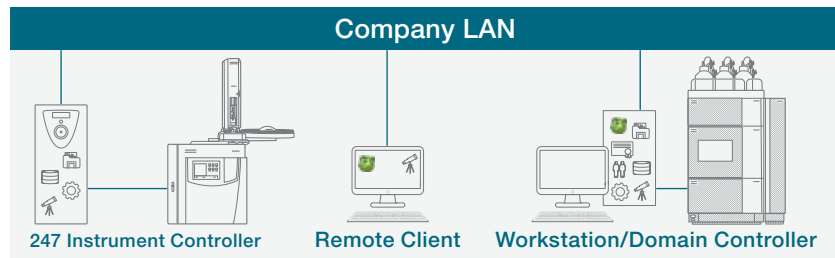 Company LAN
247 Instrument Controller
Remote Client
Workstation/Domain Controller